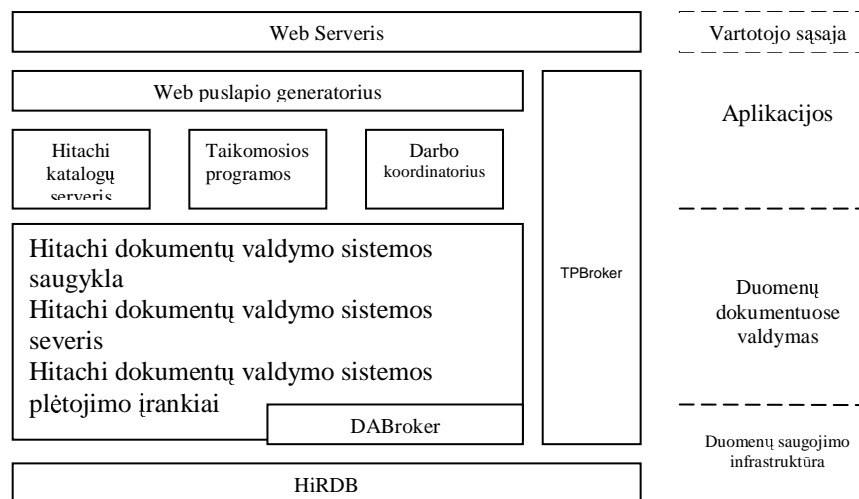 Web Serveris
Vartotojo sąsaja
Web puslapio generatorius
Aplikacijos
Hitachi
katalogų
serveris
Taikomosios
programos
Darbo
koordinatorius
TPBroker
Hitachi dokumentų valdymo sistemos
saugykla
Hitachi dokumentų valdymo sistemos
severis
Hitachi dokumentų valdymo sistemos
plėtojimo įrankiai
DABroker
Duomenų
dokumentuose
valdymas
Duomenų saugojimo
infrastruktūra
HiRDB